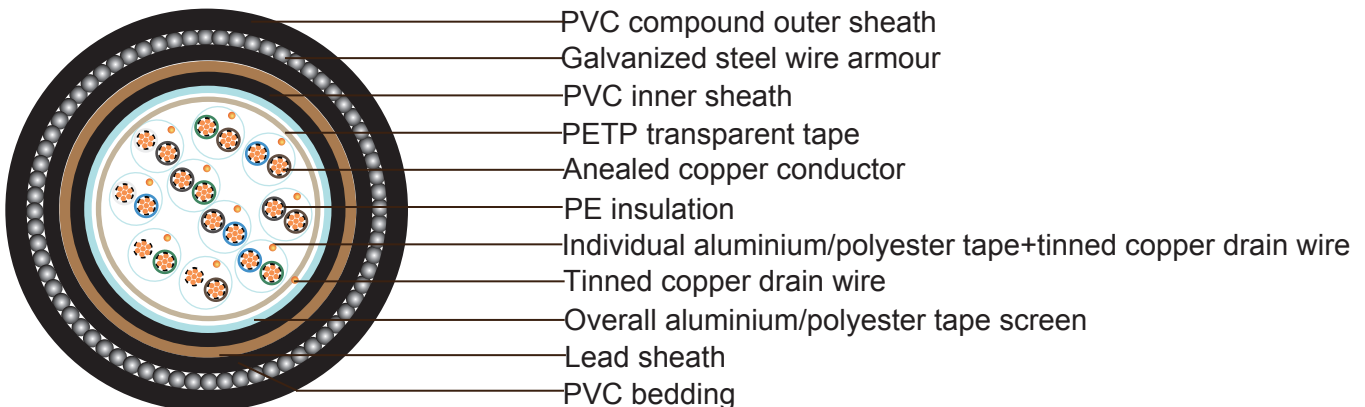 PVC compound outer sheath
Galvanized steel wire armour
PVC inner sheath
PETP transparent tape
Anealed copper conductor
PE insulation
Individual aluminium/polyester tape+tinned copper drain wire
Tinned copper drain wire
Overall aluminium/polyester tape screen
Lead sheath
PVC bedding